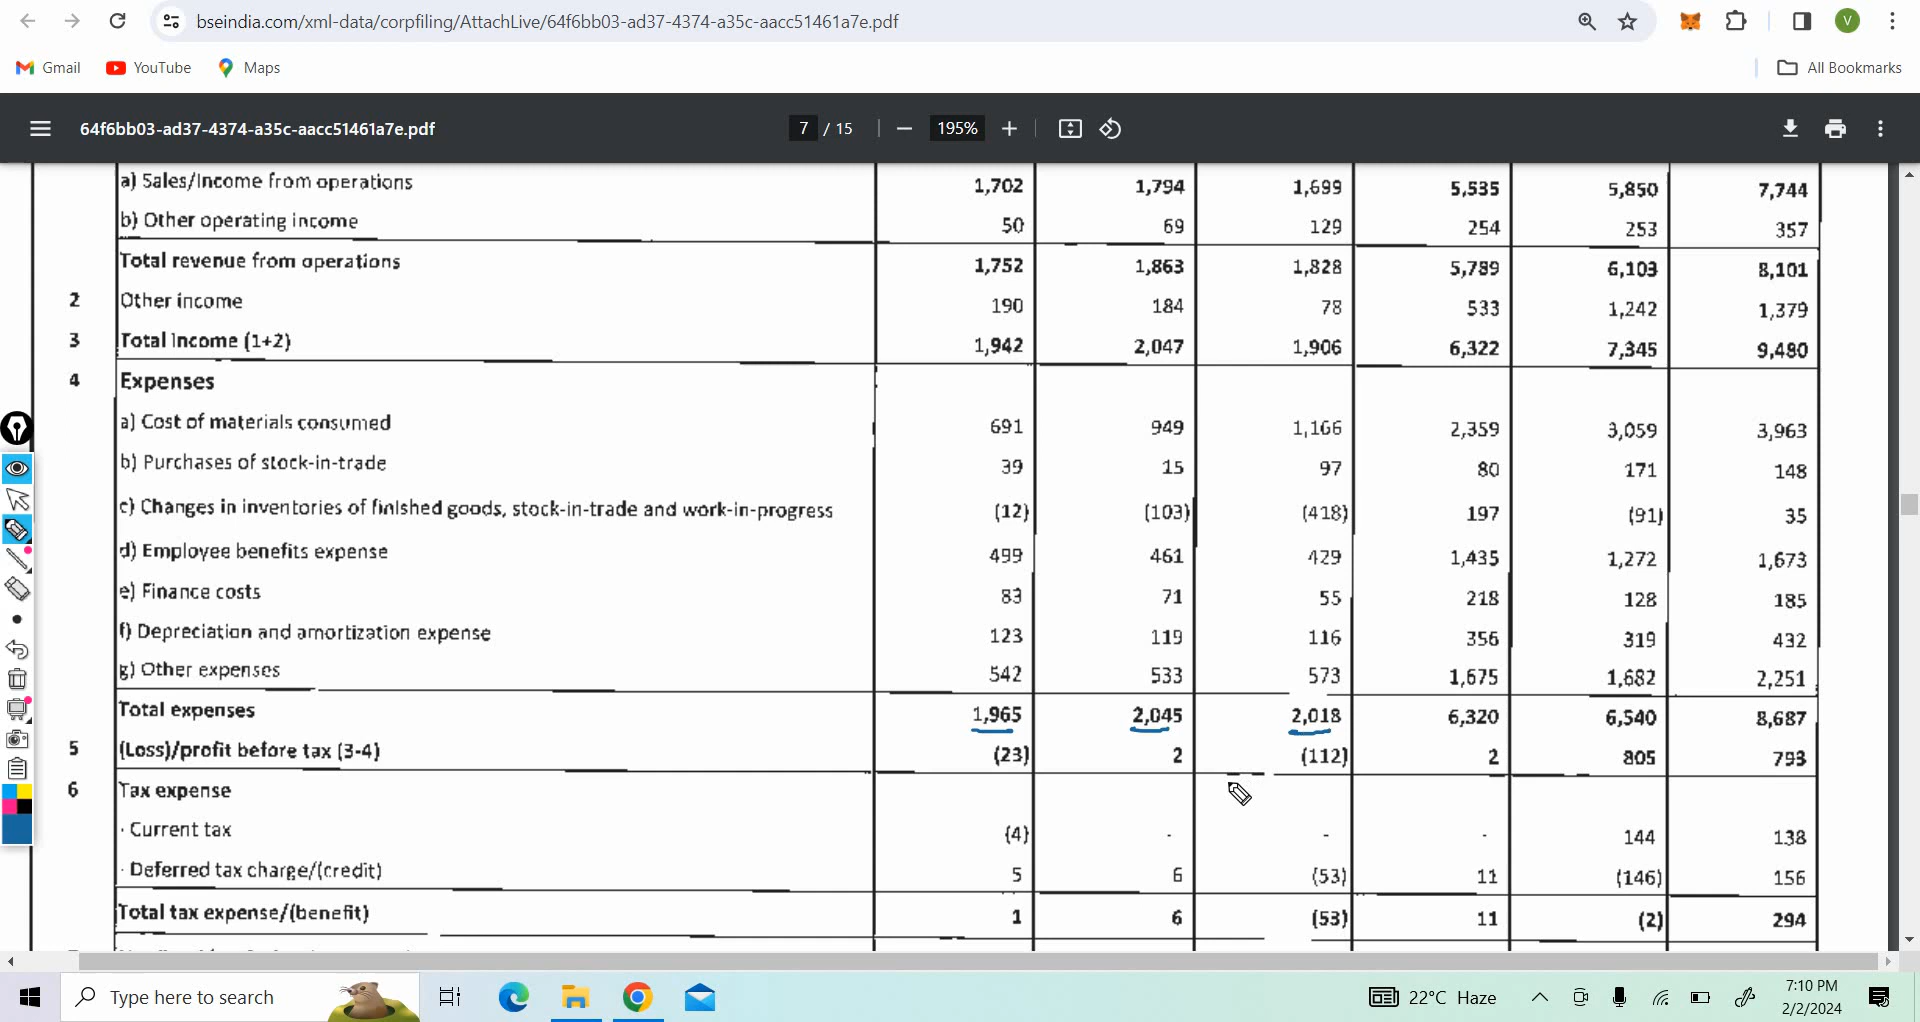 bseindia.com/xml-data/corpfiling/AttachLive/64f6bb03-ad37-4374-a35c-aacc51461a7e.pdf
V
Gmail YouTube Maps All Bookmarks
64f6bb03-ad37-4374-a35c-aacc51461a7e.pdf 7 / 15 195%
a) Sales/Income from operations 1,702 1,794 1,699 5,535 5,850 7,744
b) Other operating income 50 69 129 254 253 357
Total revenue from operations 1,752 1,863 1,828 5,789 6,103 8,101
2 Other income 190 184 78 533 1,242 1,379
3 Total Income (1+2) 1,942 2,047 1,906 6,322 7,345 9,480
4 Expenses
a) Cost of materials consumed 691 949 1,166 2,359 3,059 3,963
b) Purchases of stock-in-trade 39 15 97 80 171 148
c) Changes in inventories of finished goods, stock-in-trade and work-in-progress (12) (103) (418) 197 (91) 35
d) Employee benefits expense 499 461 429 1,435 1,272 1,673
e) Finance costs 83 71 55 218 128 185
f) Depreciation and amortization expense 123 119 116 356 319 432
g) Other expenses 542 533 573 1,675 1,682 2,251
Total expenses 1,965 2,045 2,018 6,320 6,540 8,687
5 (Loss)/profit before tax (3-4) (23) 2 (112) 2 805 793
6 Tax expense
· Current tax (4) - - - 144 138
· Deferred tax charge/(credit) 5 6 (53) 11 (146) 156
Total tax expense/(benefit) 1 6 (53) 11 (2) 294
Type here to search 22°C Haze 7:10 PM
2/2/2024